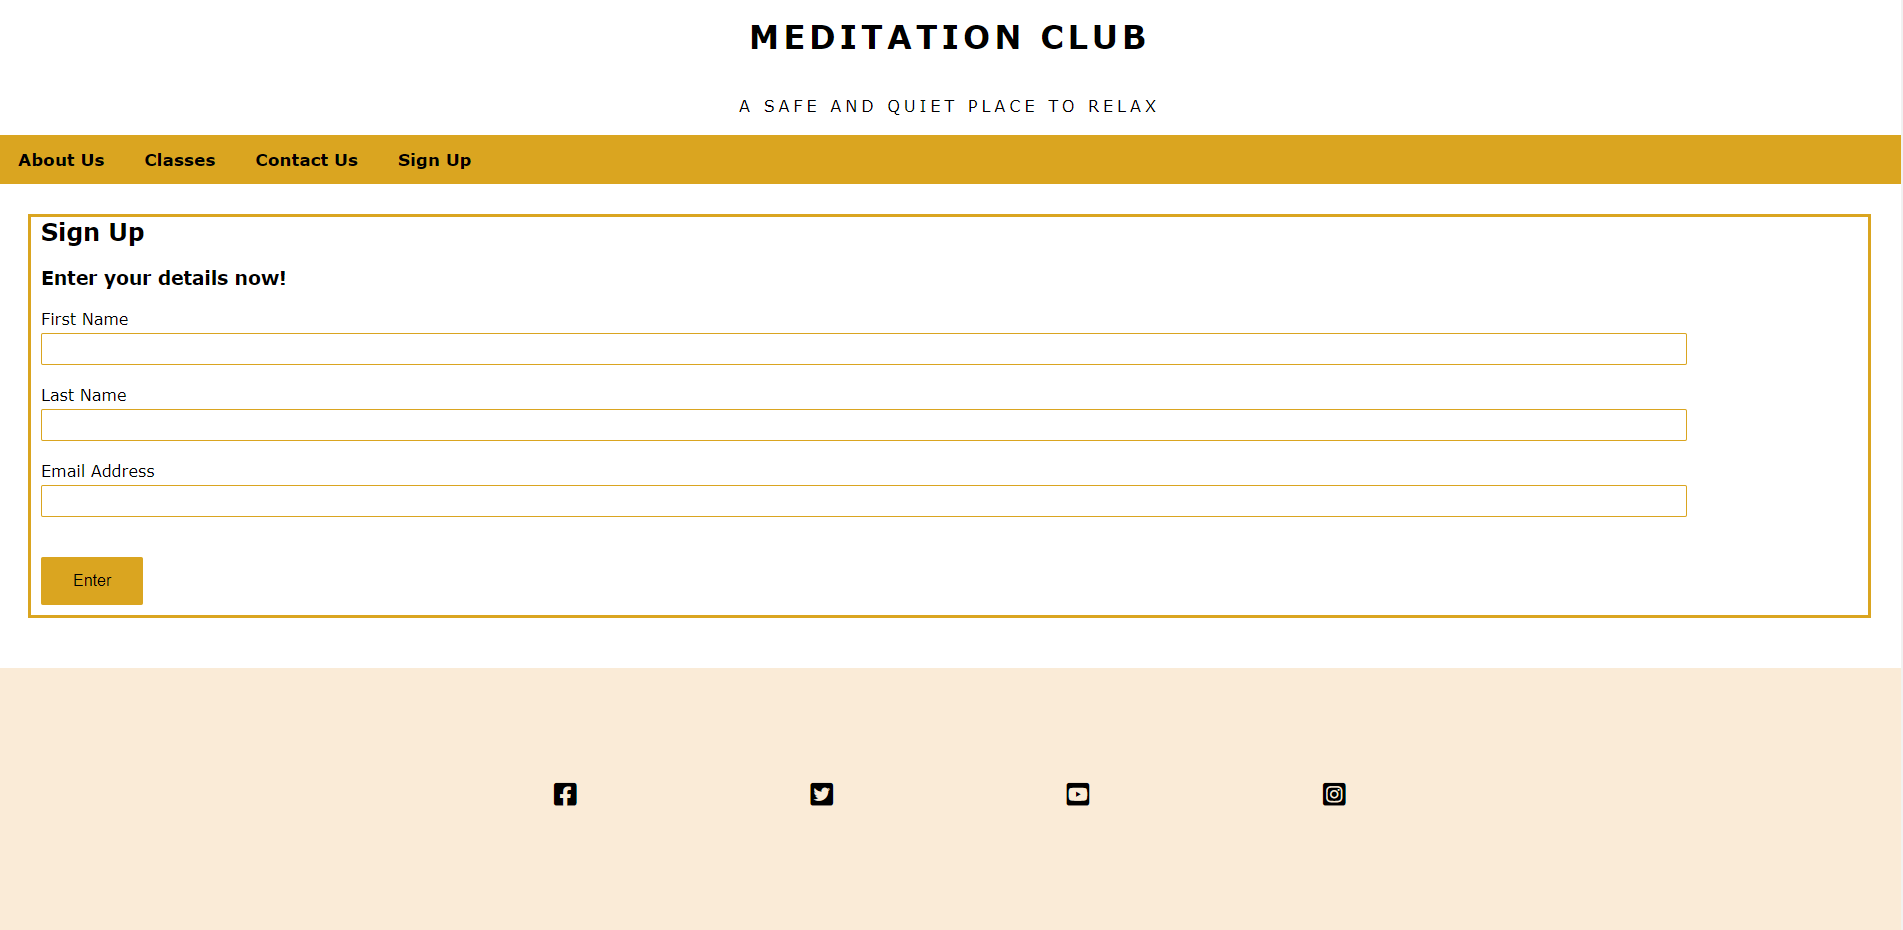 MEDITATION CLUB
A SAFE AND QUIET PLACE TO RELAX
About Us Classes Contact Us Sign Up
Sign Up
Enter your details now!
First Name
Last Name
Email Address
Enter